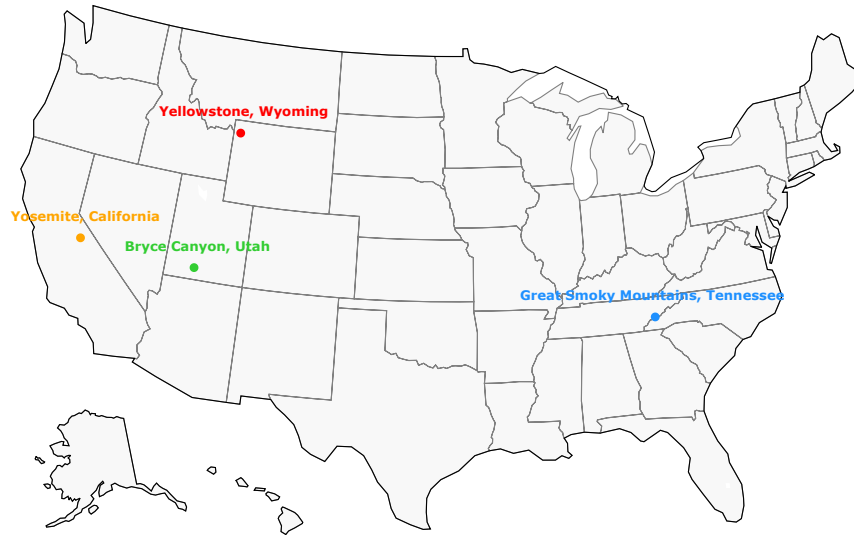 Yellowstone, Wyoming
Yosemite, California
Bryce Canyon, Utah
Great Smoky Mountains, Tennessee